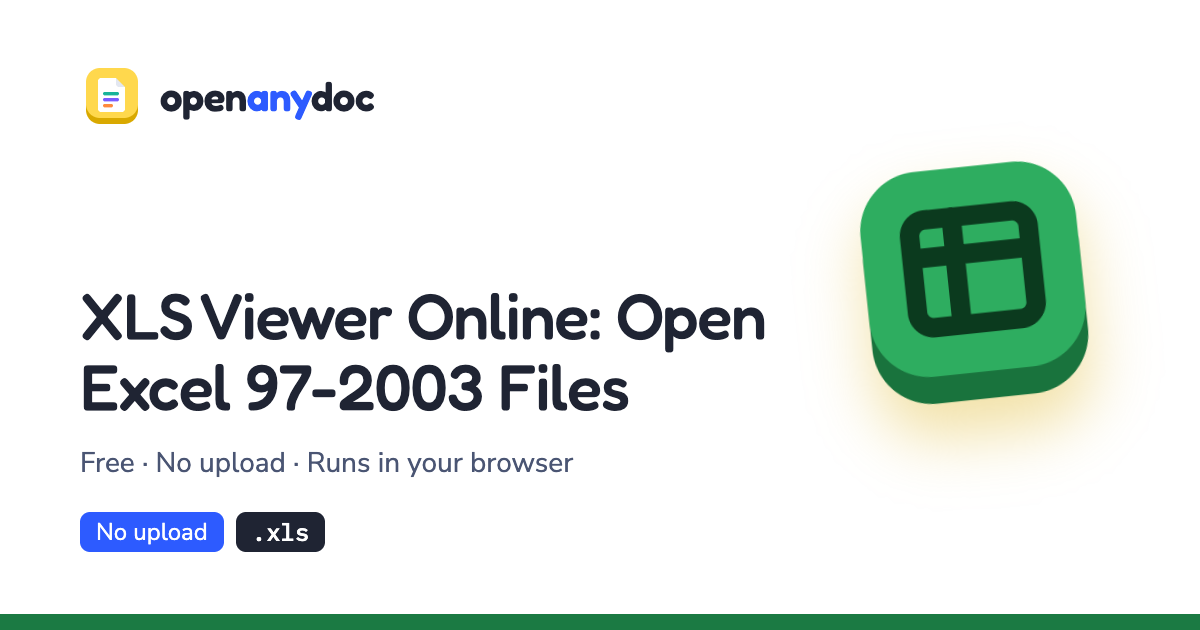 openanydoc
XLS Viewer Online: Open
Excel 97-2003 Files
Free · No upload · Runs in your browser
No upload
.xls